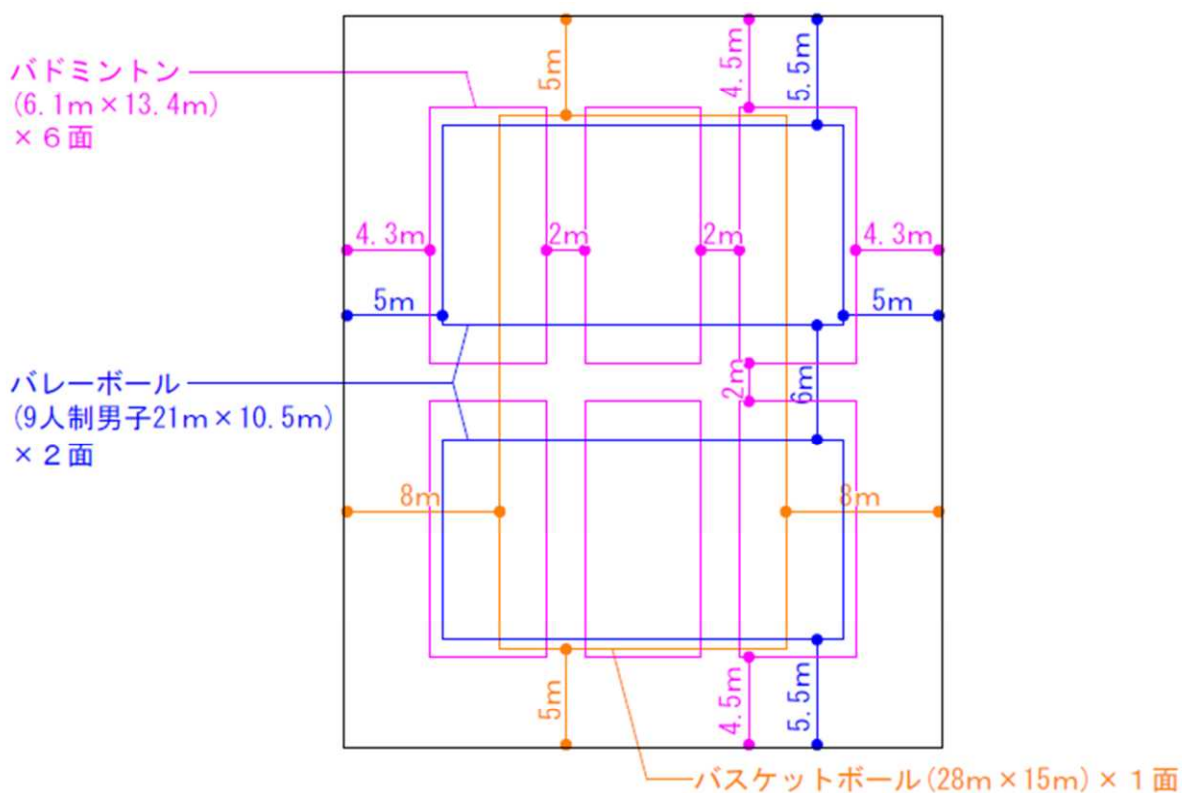 バドミントン
(6.1m×13.4m)
×6面
5m
4.5m
5.5m
4.3m
2m
2m
4.3m
5m
5m
バレーボール
(9人制男子21m×10.5m)
×2面
2m
6m
8m
8m
5m
4.5m
5.5m
バスケットボール(28m×15m)×1面